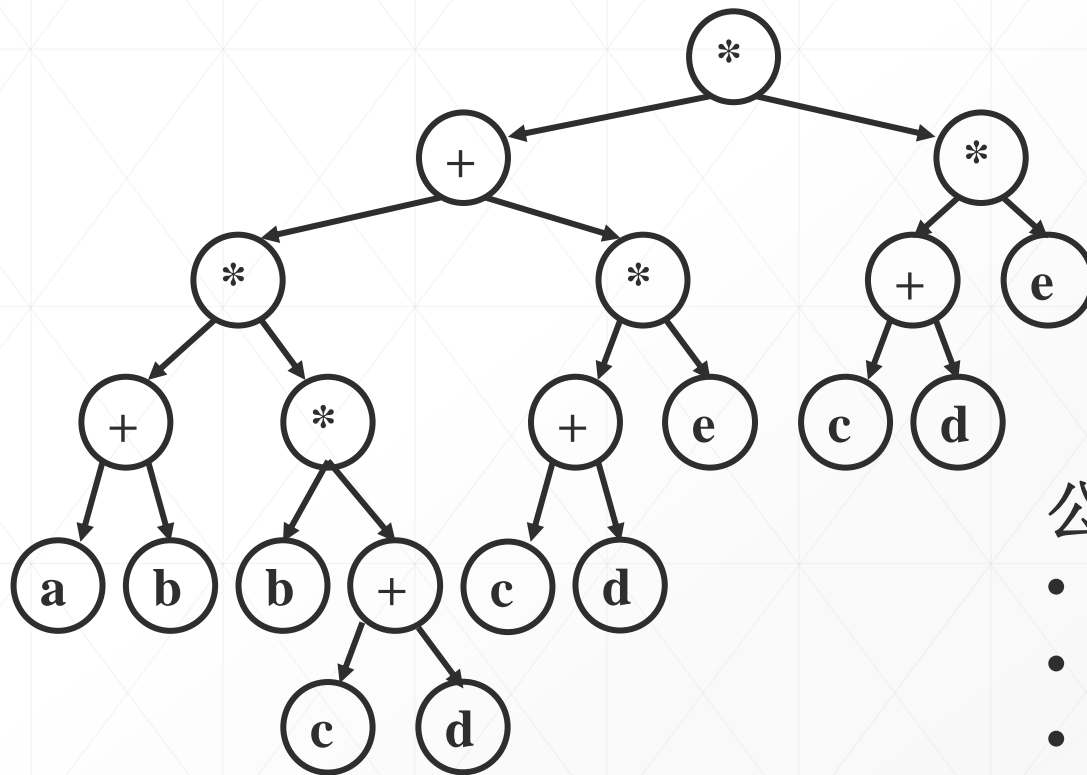 *
+ *
* * + e
+ * + e c d
a b b + c d
c d
公
•
•
•